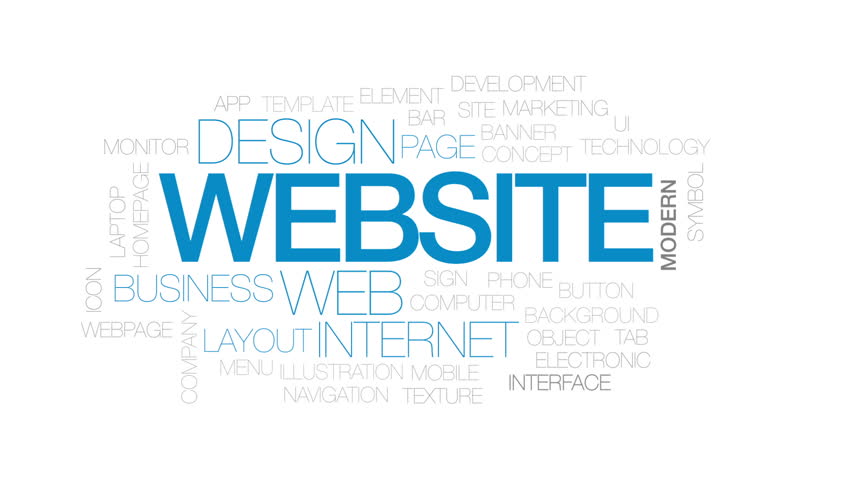 DEVELOPMENT
APP TEMPLATE ELEMENT
BAR SITE MARKETING
UI
MONITOR DESIGN PAGE BANNER
CONCEPT TECHNOLOGY
LAPTOP
HOMEPAGE
WEBSITE
MODERN
SYMBOL
ICON
BUSINESS WEB SIGN PHONE BUTTON
COMPUTER
WEBPAGE
COMPANY
LAYOUT INTERNET BACKGROUND
OBJECT TAB
ELECTRONIC
MENU ILLUSTRATION MOBILE INTERFACE
NAVIGATION TEXTURE